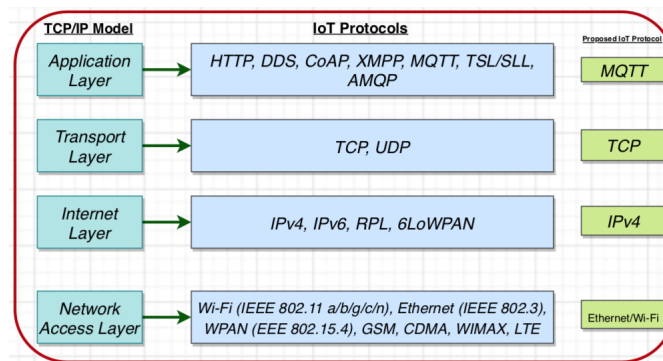 TCP/IP Model
IoT Protocols
Proposed IoT Protocol
Application
Layer
HTTP, DDS, CoAP, XMPP, MQTT, TSL/SLL,
AMQP
MQTT
Transport
Layer
TCP, UDP
TCP
Internet
Layer
IPv4, IPv6, RPL, 6LoWPAN
IPv4
Network
Access Layer
Wi-Fi (IEEE 802.11 a/b/g/c/n), Ethernet (IEEE 802.3),
WPAN (EEE 802.15.4), GSM, CDMA, WIMAX, LTE
Ethernet/Wi-Fi